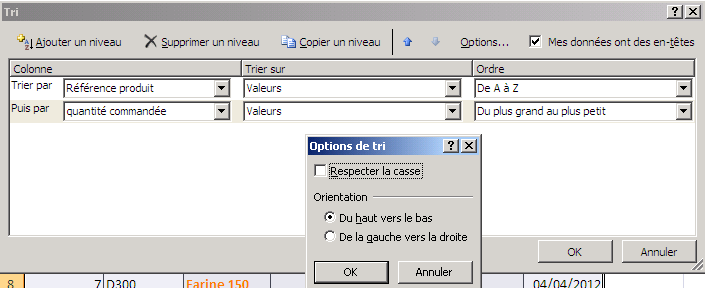 Tri
Ajouter un niveau Supprimer un niveau Copier un niveau Options... Mes données ont des en-têtes
Colonne Trier sur Ordre
Trier par Référence produit Valeurs De A à Z
Puis par quantité commandée Valeurs Du plus grand au plus petit
Options de tri
Respecter la casse
Orientation
Du haut vers le bas
De la gauche vers la droite
OK Annuler
OK Annuler
8 7 D300 Farine 150 04/04/2012